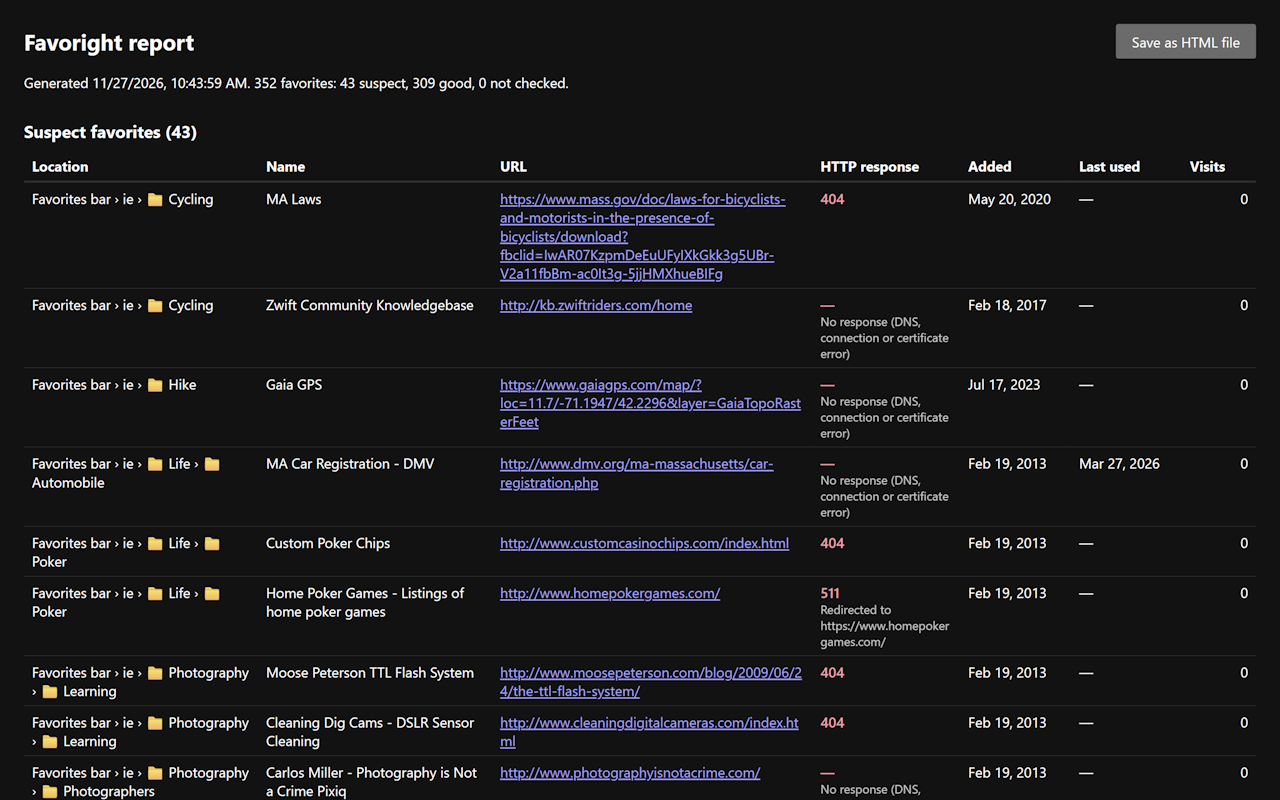 Favoright report
Save as HTML file
Generated 11/27/2026, 10:43:59 AM. 352 favorites: 43 suspect, 309 good, 0 not checked.
Suspect favorites (43)
Location Name URL HTTP response Added Last used Visits
Favorites bar › ie › Cycling MA Laws https://www.mass.gov/doc/laws-for-bicyclists- 404 May 20, 2020 — 0
and-motorists-in-the-presence-of-
bicyclists/download?
fbclid=IwAR07KzpmDeEuUFyIXkGkk3g5UBr-
V2a11fbBm-ac0It3g-5jjHMXhueBIFg
Favorites bar › ie › Cycling Zwift Community Knowledgebase http://kb.zwiftriders.com/home — Feb 18, 2017 — 0
No response (DNS,
connection or certificate
error)
Favorites bar › ie › Hike Gaia GPS https://www.gaiagps.com/map/? — Jul 17, 2023 — 0
loc=11.7/-71.1947/42.2296&layer=GaiaTopoRast No response (DNS,
erFeet connection or certificate
error)
Favorites bar › ie › Life › MA Car Registration - DMV http://www.dmv.org/ma-massachusetts/car- — Feb 19, 2013 Mar 27, 2026 0
Automobile registration.php No response (DNS,
connection or certificate
error)
Favorites bar › ie › Life › Custom Poker Chips http://www.customcasinochips.com/index.html 404 Feb 19, 2013 — 0
Poker
Favorites bar › ie › Life › Home Poker Games - Listings of http://www.homepokergames.com/ 511 Feb 19, 2013 — 0
Poker home poker games Redirected to
https://www.homepoker
games.com/
Favorites bar › ie › Photography Moose Peterson TTL Flash System http://www.moosepeterson.com/blog/2009/06/2 404 Feb 19, 2013 — 0
› Learning 4/the-ttl-flash-system/
Favorites bar › ie › Photography Cleaning Dig Cams - DSLR Sensor http://www.cleaningdigitalcameras.com/index.ht 404 Feb 19, 2013 — 0
› Learning Cleaning ml
Favorites bar › ie › Photography Carlos Miller - Photography is Not http://www.photographyisnotacrime.com/ — Feb 19, 2013 — 0
› Photographers a Crime Pixiq No response (DNS,